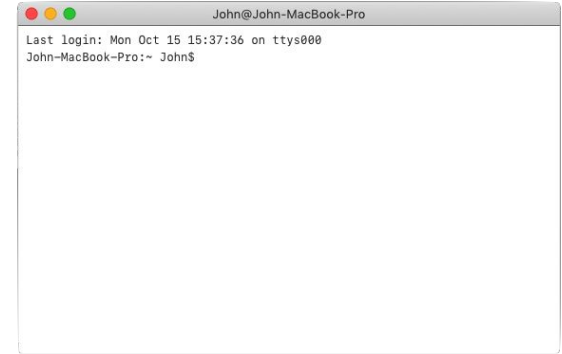 John@John-MacBook-Pro
Last login: Mon Oct 15 15:37:36 on ttys000
John-MacBook-Pro:~ John$